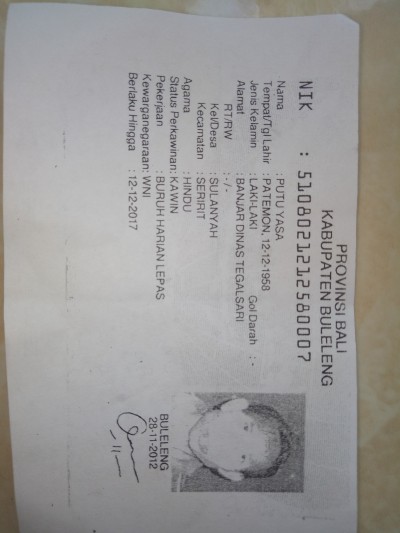 PROVINSI BALI
KABUPATEN BULELENG
NIK : 5108021212580007
Nama : PUTU YASA
Tempat/Tgl Lahir : PATEMON, 12-12-1958
Jenis Kelamin : LAKI-LAKI Gol Darah : -
Alamat : BANJAR DINAS TEGALSARI
RT/RW : -/-
Kel/Desa : SULANYAH
Kecamatan : SERIRIT
Agama : HINDU
Status Perkawinan: KAWIN
Pekerjaan : BURUH HARIAN LEPAS
Kewarganegaraan: WNI
Berlaku Hingga : 12-12-2017
BULELENG
28-11-2012